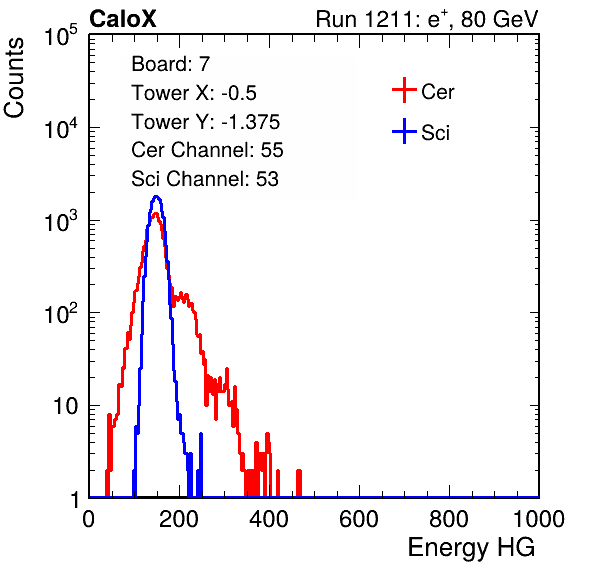 CaloX Run 1211: e⁺, 80 GeV
Counts
10⁵
10⁴
10³
10²
10
1
Board: 7
Tower X: -0.5
Tower Y: -1.375
Cer Channel: 55
Sci Channel: 53
Cer
Sci
0 200 400 600 800 1000
Energy HG